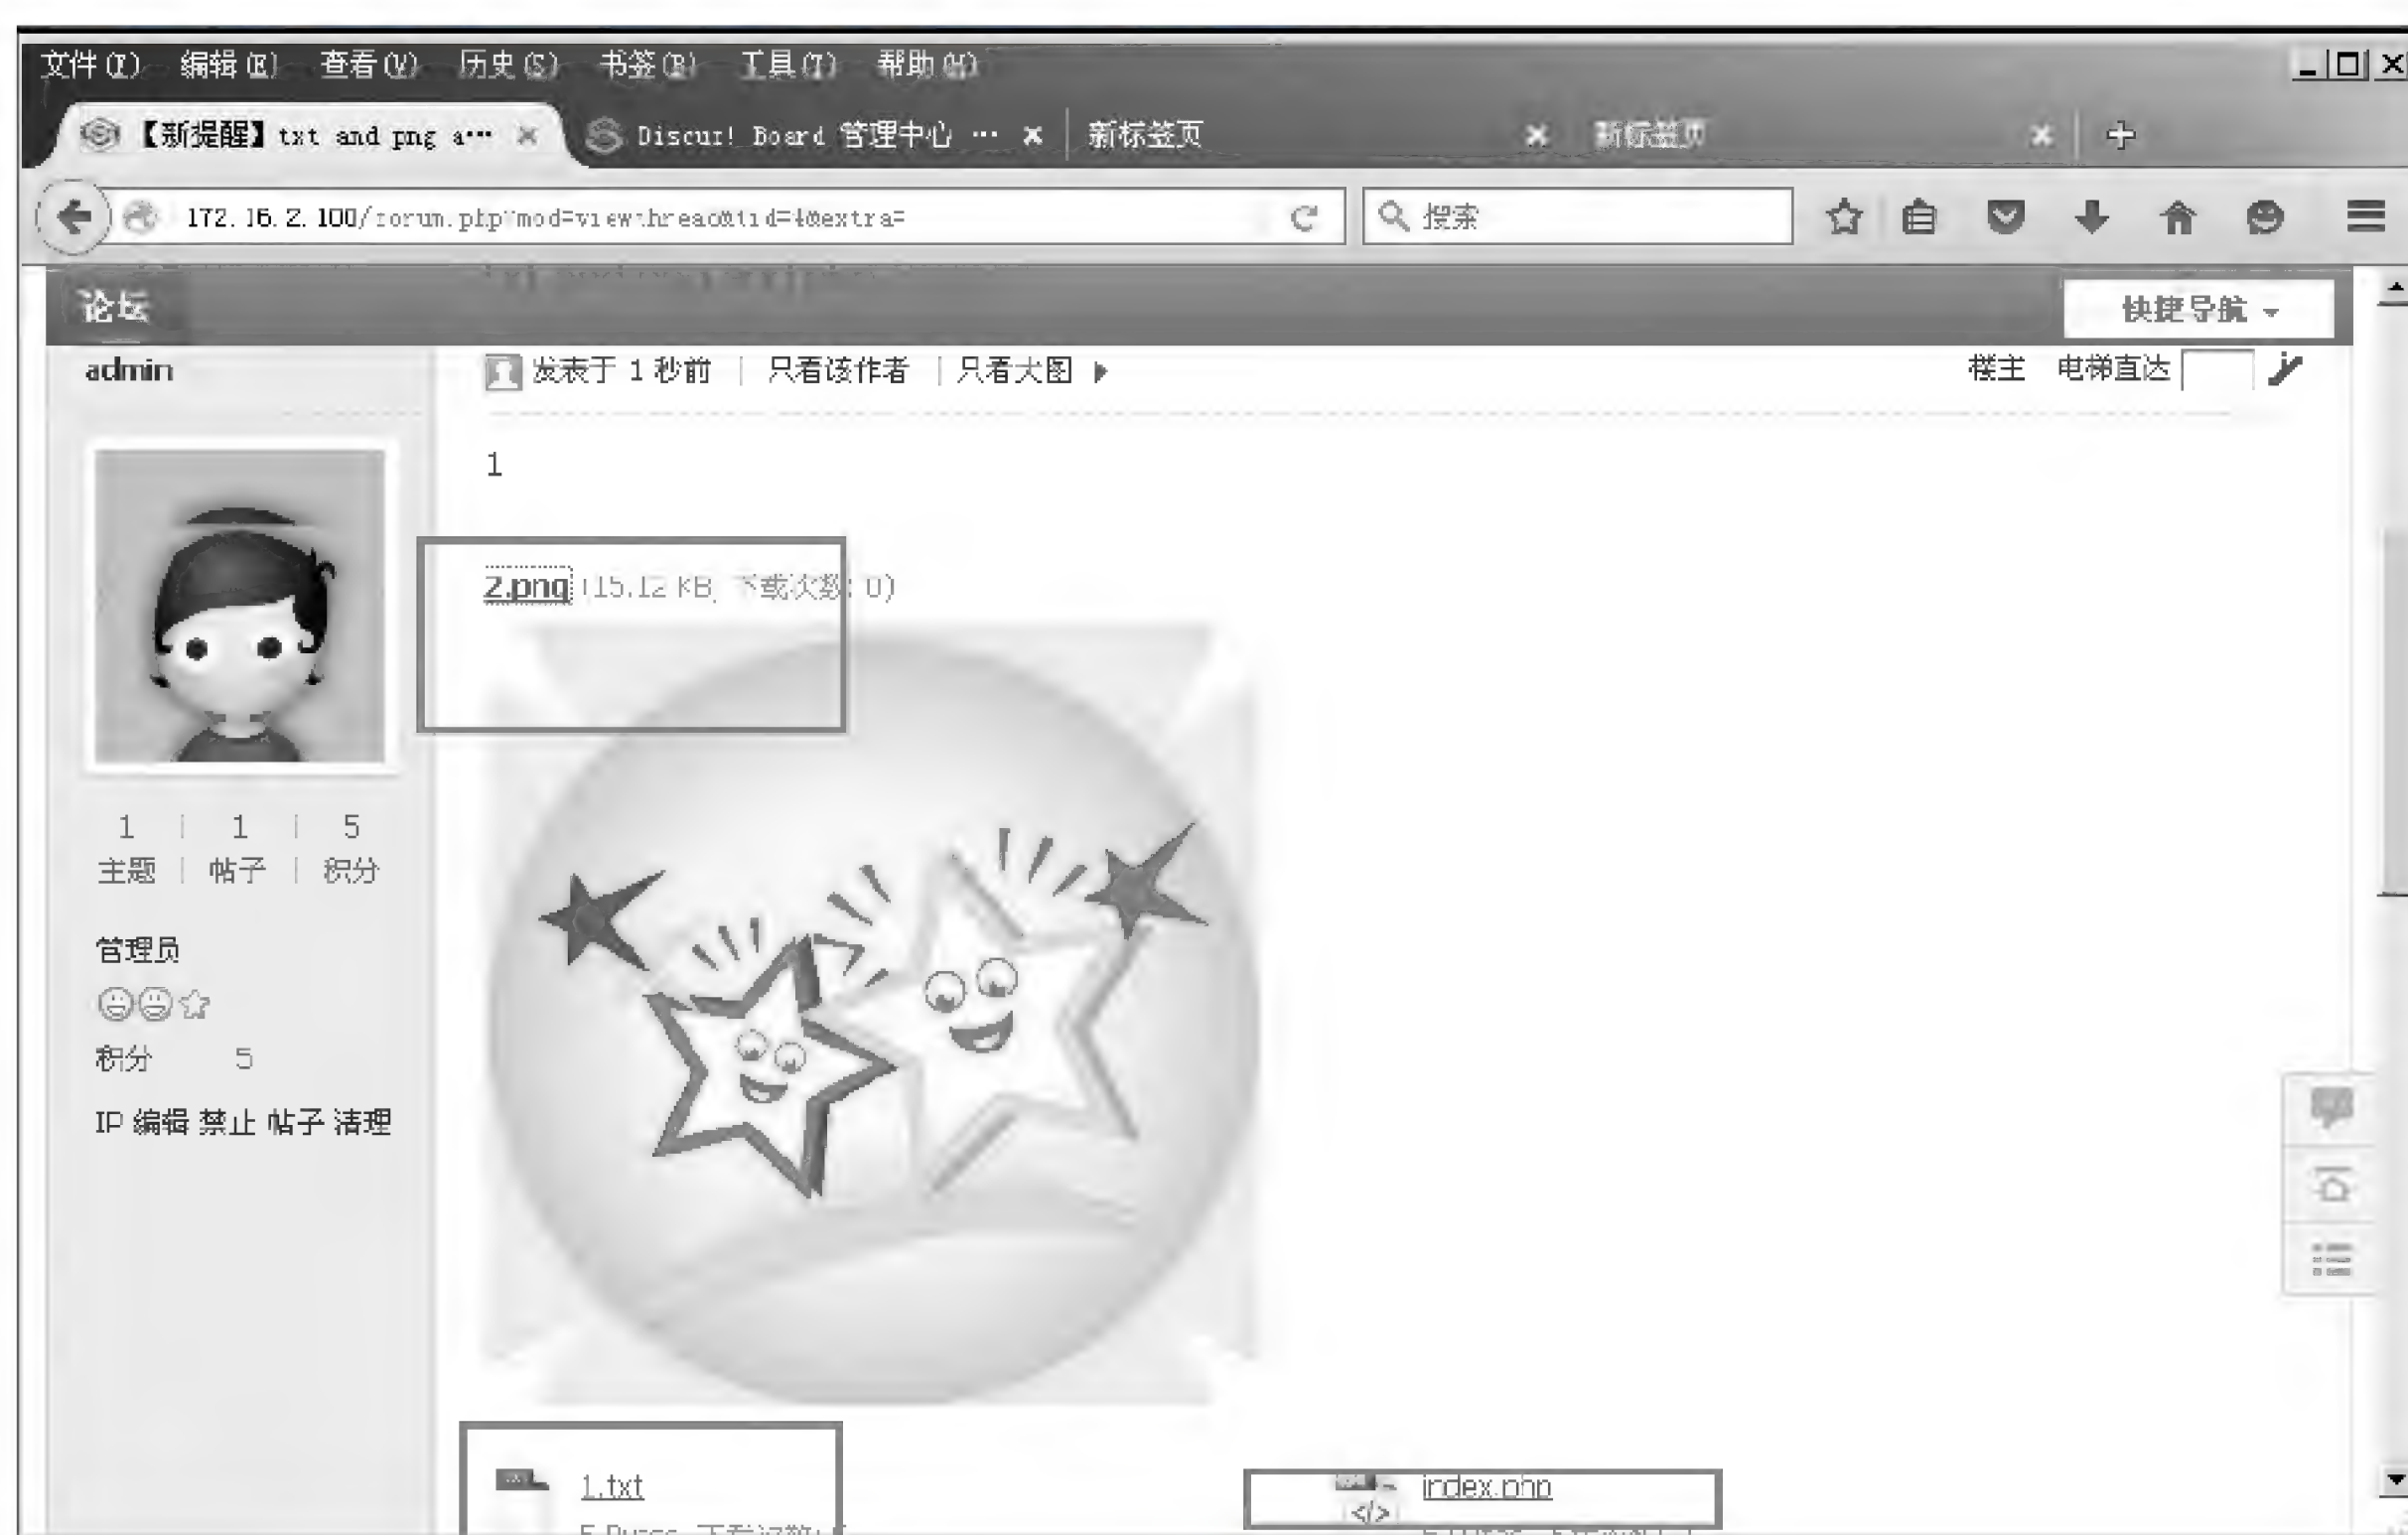 文件(F) 编辑(E) 查看(V) 历史(S) 书签(B) 工具(T) 帮助(H)
【新提醒】txt and png a… Discuz! Board 管理中心 … 新标签页 新标签页
172.16.2.100/forum.php?mod=viewthread&tid=4&extra= 搜索
论坛 快捷导航
admin 发表于 1 秒前 | 只看该作者 | 只看大图 楼主 电梯直达
1
2.png (15.12 KB, 下载次数: 0)
1 | 1 | 5
主题 | 帖子 | 积分
管理员
积分 5
IP 编辑 禁止 帖子 清理
1.txt index.php